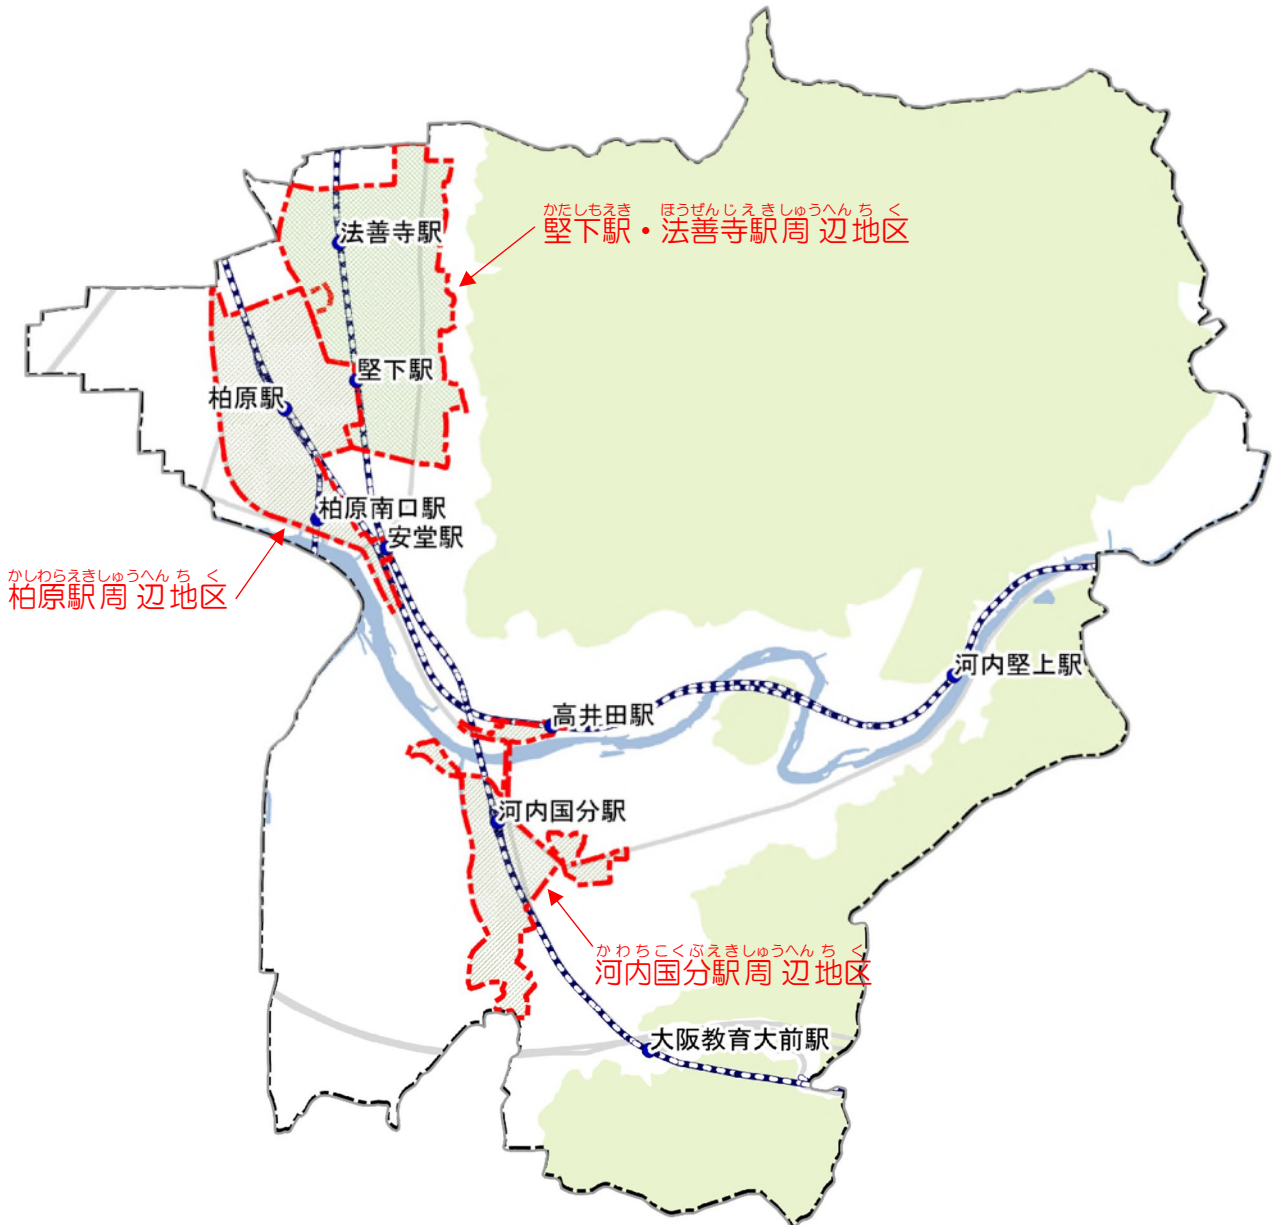 かたしもえき ほうぜんじえきしゅうへんちく
堅下駅・法善寺駅周辺地区
法善寺駅
堅下駅
柏原駅
柏原南口駅
安堂駅
かしわらえきしゅうへんちく
柏原駅周辺地区
河内堅上駅
高井田駅
河内国分駅
かわちこくぶえきしゅうへんちく
河内国分駅周辺地区
大阪教育大前駅